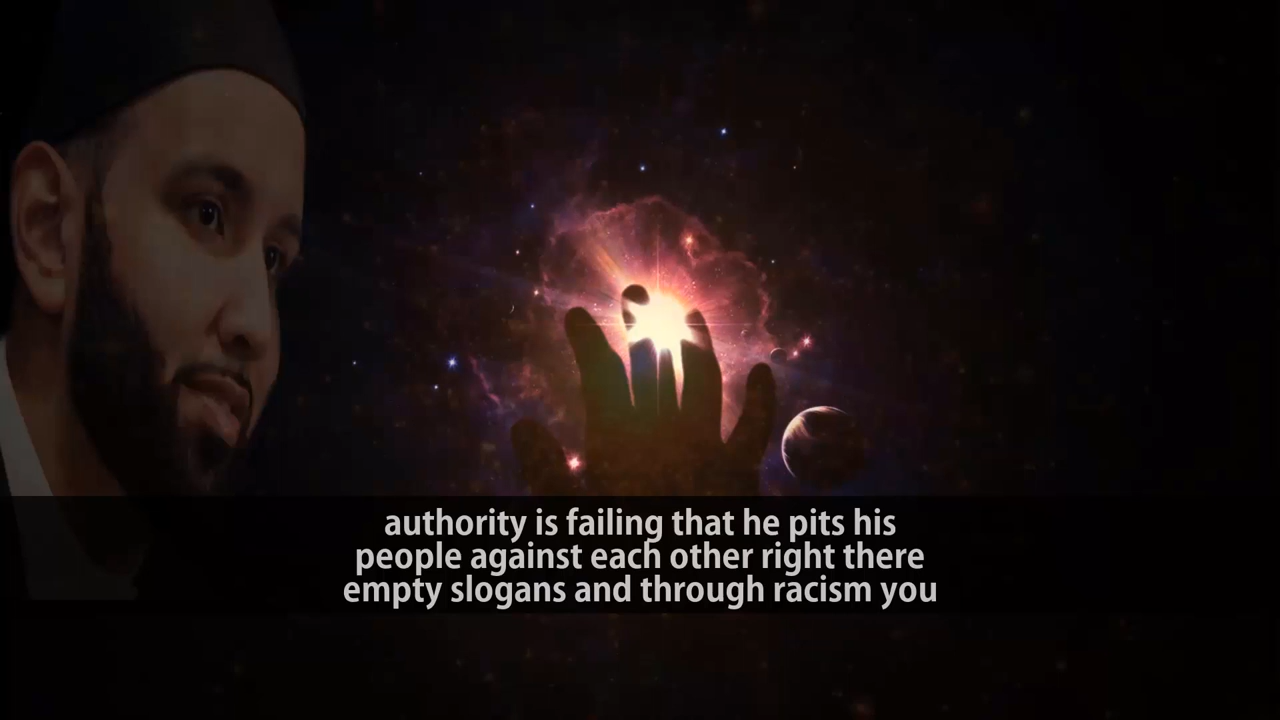 authority is failing that he pits his
people against each other right there
empty slogans and through racism you